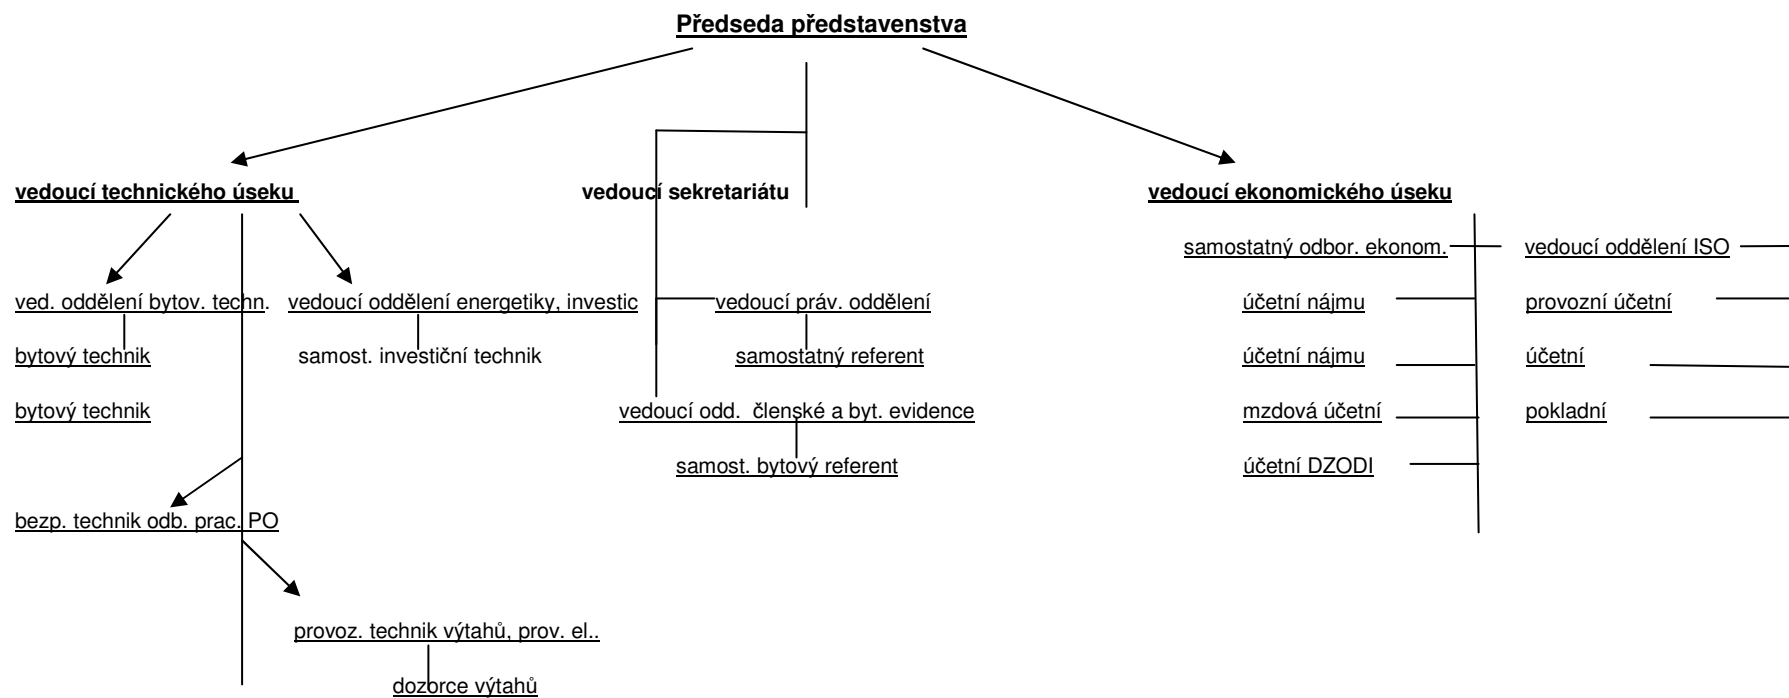 Předseda představenstva
vedoucí technického úseku
vedoucí sekretariátu
vedoucí ekonomického úseku
samostatný odbor. ekonom.
vedoucí oddělení ISO
ved. oddělení bytov. techn.
vedoucí oddělení energetiky, investic
vedoucí práv. oddělení
účetní nájmu
provozní účetní
bytový technik
samost. investiční technik
samostatný referent
účetní nájmu
účetní
bytový technik
vedoucí odd. členské a byt. evidence
mzdová účetní
pokladní
samost. bytový referent
účetní DZODI
bezp. technik odb. prac. PO
provoz. technik výtahů, prov. el..
dozorce výtahů